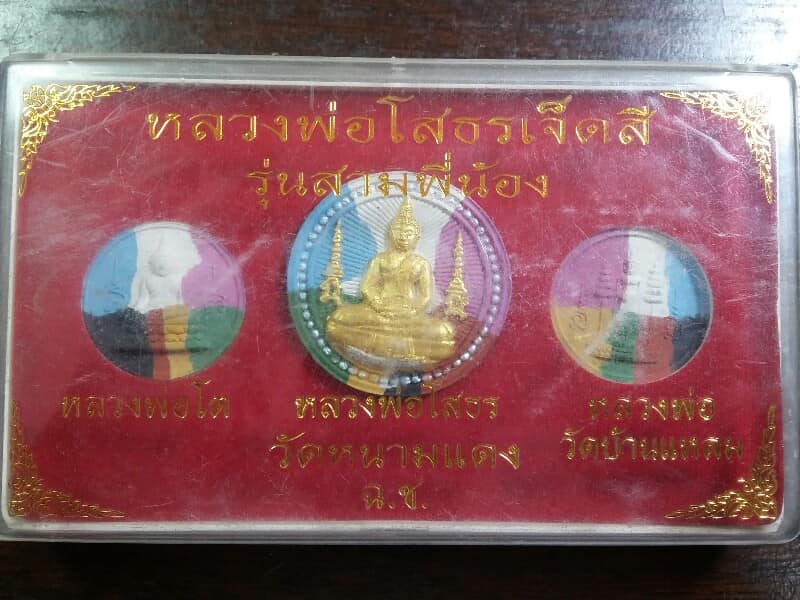 หลวงพ่อโสธรเจ็ดสี
รุ่นสามพี่น้อง
หลวงพ่อโต
หลวงพ่อโสธร
หลวงพ่อ
วัดบ้านแหลม
วัดหนามแดง
ฉ.ช.